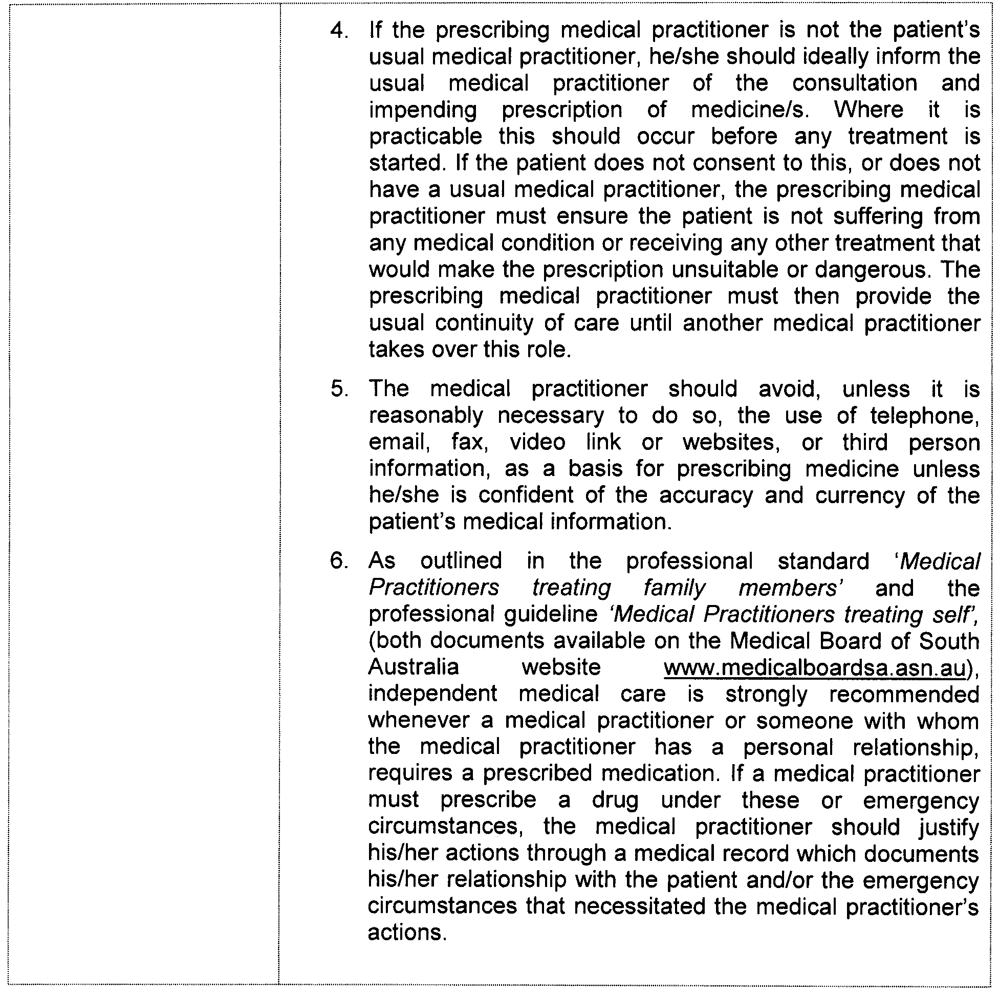 4. If the prescribing medical practitioner is not the patient's
usual medical practitioner, he/she should ideally inform the
usual medical practitioner of the consultation and
impending prescription of medicine/s. Where it is
practicable this should occur before any treatment is
started. If the patient does not consent to this, or does not
have a usual medical practitioner, the prescribing medical
practitioner must ensure the patient is not suffering from
any medical condition or receiving any other treatment that
would make the prescription unsuitable or dangerous. The
prescribing medical practitioner must then provide the
usual continuity of care until another medical practitioner
takes over this role.
5. The medical practitioner should avoid, unless it is
reasonably necessary to do so, the use of telephone,
email, fax, video link or websites, or third person
information, as a basis for prescribing medicine unless
he/she is confident of the accuracy and currency of the
patient's medical information.
6. As outlined in the professional standard 'Medical
Practitioners treating family members' and the
professional guideline 'Medical Practitioners treating self',
(both documents available on the Medical Board of South
Australia website www.medicalboardsa.asn.au),
independent medical care is strongly recommended
whenever a medical practitioner or someone with whom
the medical practitioner has a personal relationship,
requires a prescribed medication. If a medical practitioner
must prescribe a drug under these or emergency
circumstances, the medical practitioner should justify
his/her actions through a medical record which documents
his/her relationship with the patient and/or the emergency
circumstances that necessitated the medical practitioner's
actions.